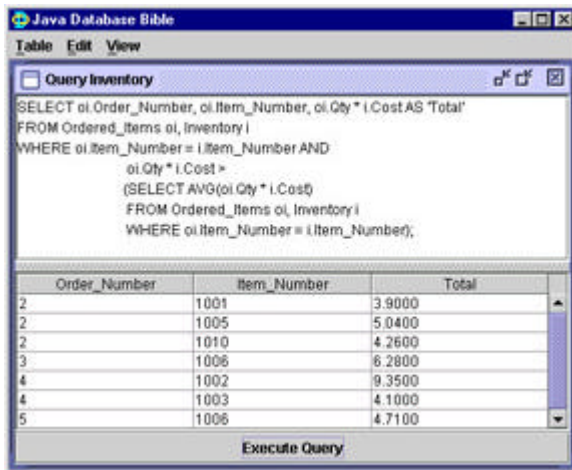 Java Database Bible
Table Edit View
Query Inventory
SELECT oi.Order_Number, oi.Item_Number, oi.Qty * i.Cost AS 'Total'
FROM Ordered_Items oi, Inventory i
WHERE oi.Item_Number = i.Item_Number AND
oi.Qty * i.Cost >
(SELECT AVG(oi.Qty * i.Cost)
FROM Ordered_Items oi, Inventory i
WHERE oi.Item_Number = i.Item_Number);
Order_Number Item_Number Total
2 1001 3.9000
2 1005 5.0400
2 1010 4.2600
3 1006 6.2800
4 1002 9.3500
4 1003 4.1000
5 1006 4.7100
Execute Query